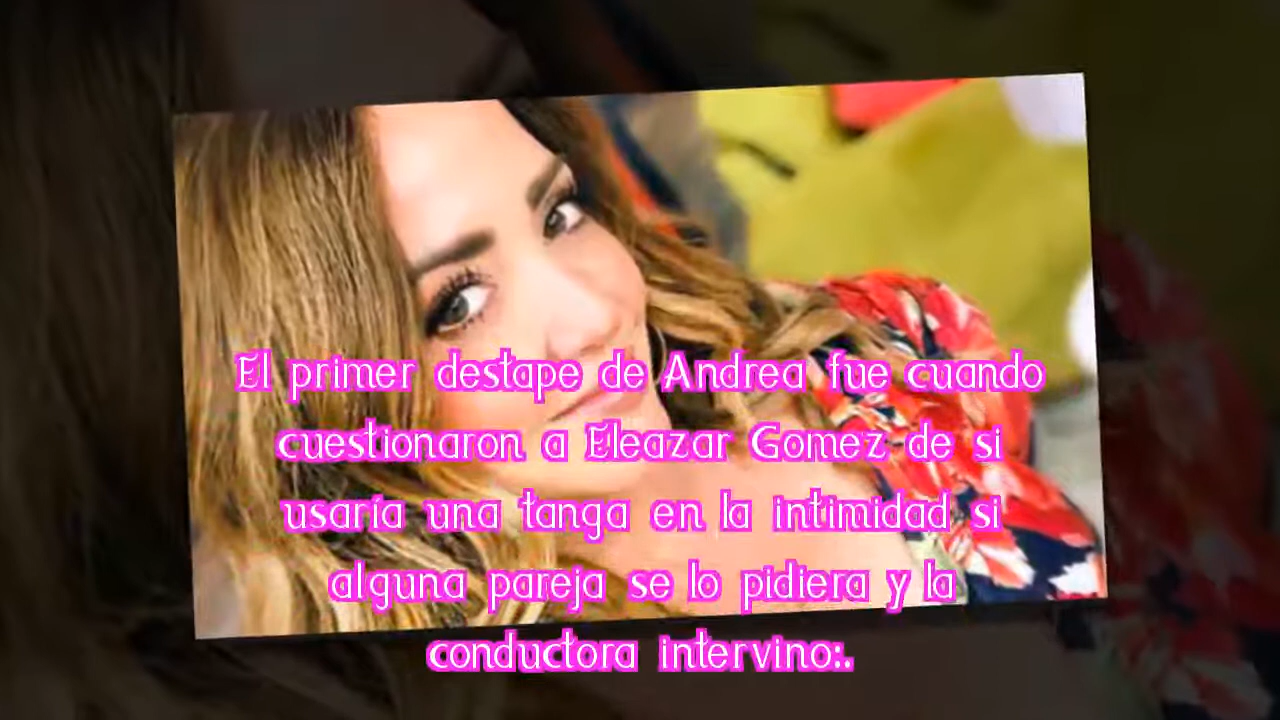 El primer destape de Andrea fue cuando
cuestionaron a Eleazar Gomez de si
usaría una tanga en la intimidad si
alguna pareja se lo pidiera y la
conductora intervino:.